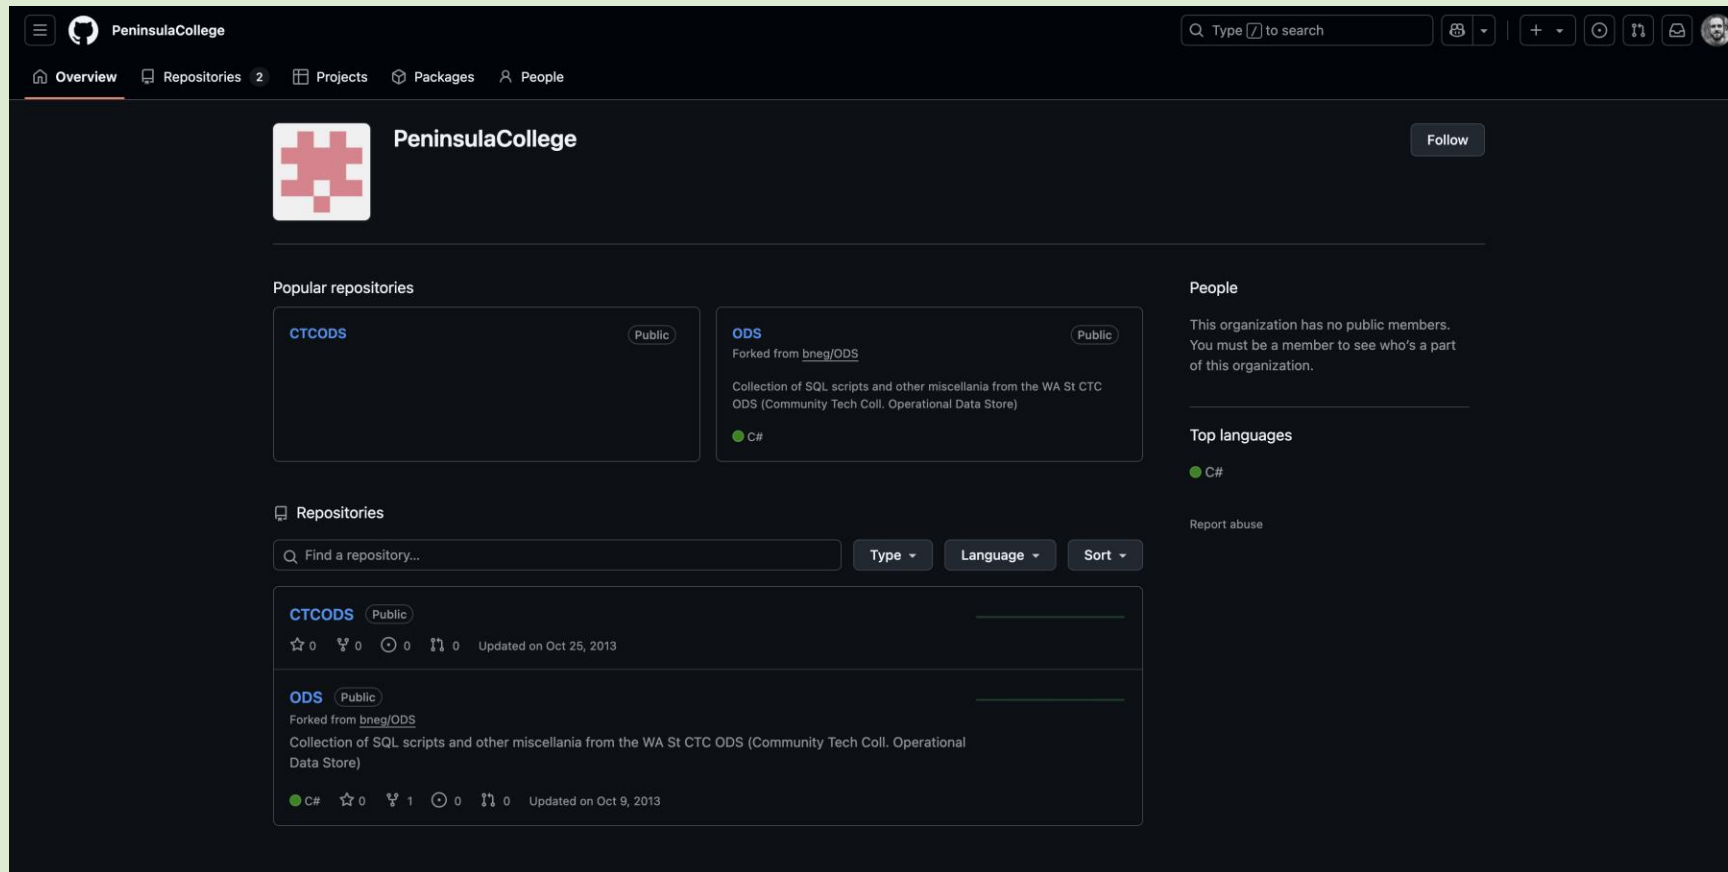 PeninsulaCollege
Type / to search
Overview Repositories 2 Projects Packages People
PeninsulaCollege
Follow
Popular repositories
CTCODS Public
ODS Public
Forked from bneg/ODS
Collection of SQL scripts and other miscellania from the WA St CTC
ODS (Community Tech Coll. Operational Data Store)
C#
People
This organization has no public members.
You must be a member to see who's a part
of this organization.
Top languages
C#
Report abuse
Repositories
Find a repository...
Type Language Sort
CTCODS Public
0 0 0 0 Updated on Oct 25, 2013
ODS Public
Forked from bneg/ODS
Collection of SQL scripts and other miscellania from the WA St CTC ODS (Community Tech Coll. Operational
Data Store)
C# 0 1 0 0 Updated on Oct 9, 2013